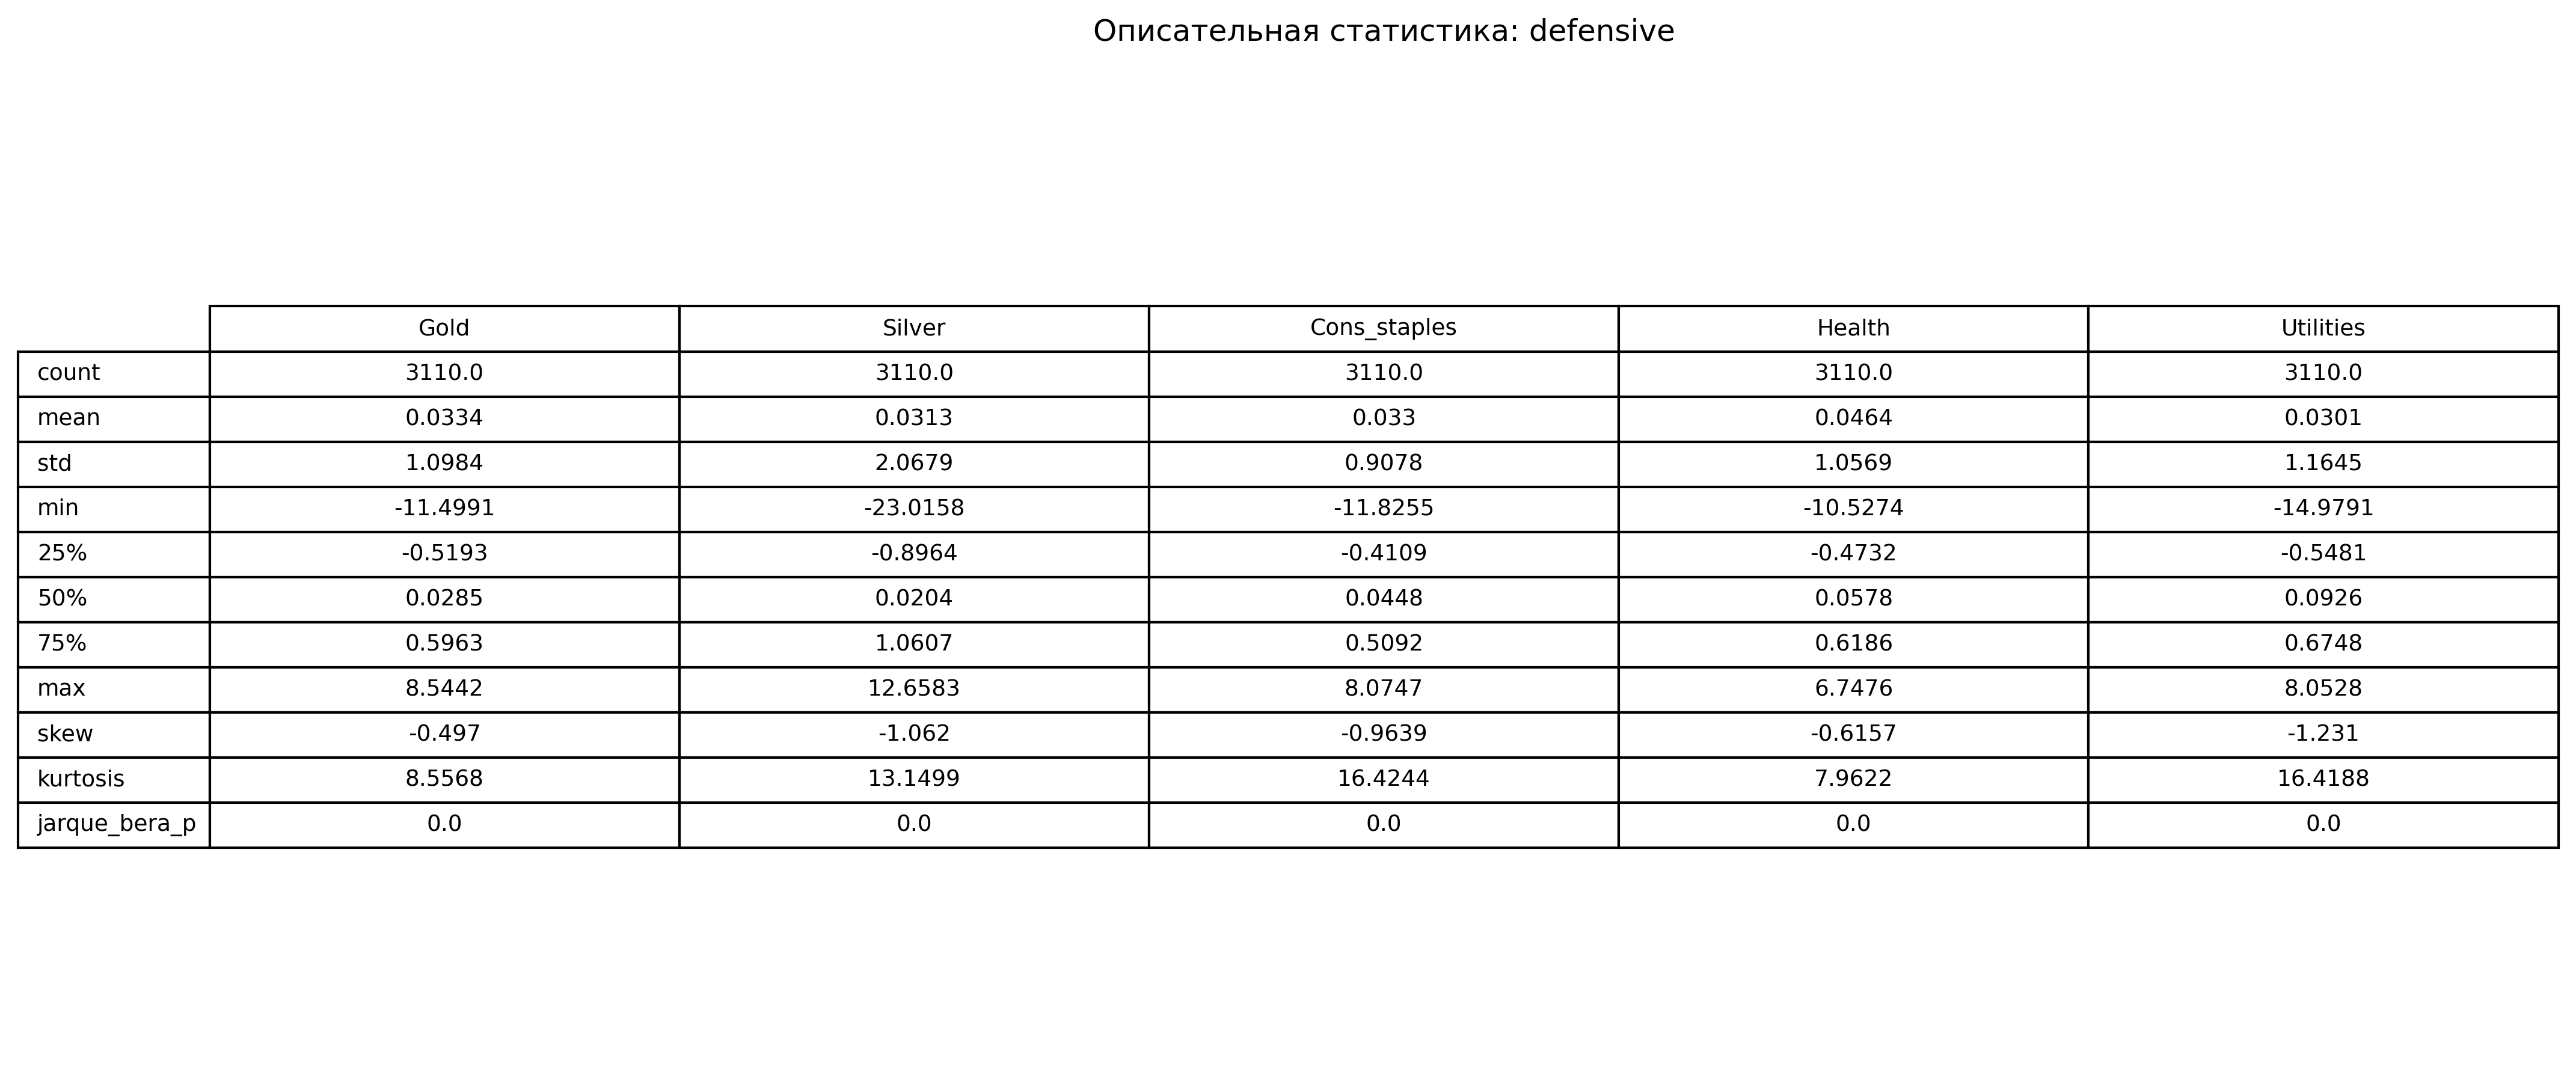 Описательная статистика: defensive
Gold Silver Cons_staples Health Utilities
count 3110.0 3110.0 3110.0 3110.0 3110.0
mean 0.0334 0.0313 0.033 0.0464 0.0301
std 1.0984 2.0679 0.9078 1.0569 1.1645
min -11.4991 -23.0158 -11.8255 -10.5274 -14.9791
25% -0.5193 -0.8964 -0.4109 -0.4732 -0.5481
50% 0.0285 0.0204 0.0448 0.0578 0.0926
75% 0.5963 1.0607 0.5092 0.6186 0.6748
max 8.5442 12.6583 8.0747 6.7476 8.0528
skew -0.497 -1.062 -0.9639 -0.6157 -1.231
kurtosis 8.5568 13.1499 16.4244 7.9622 16.4188
jarque_bera_p 0.0 0.0 0.0 0.0 0.0